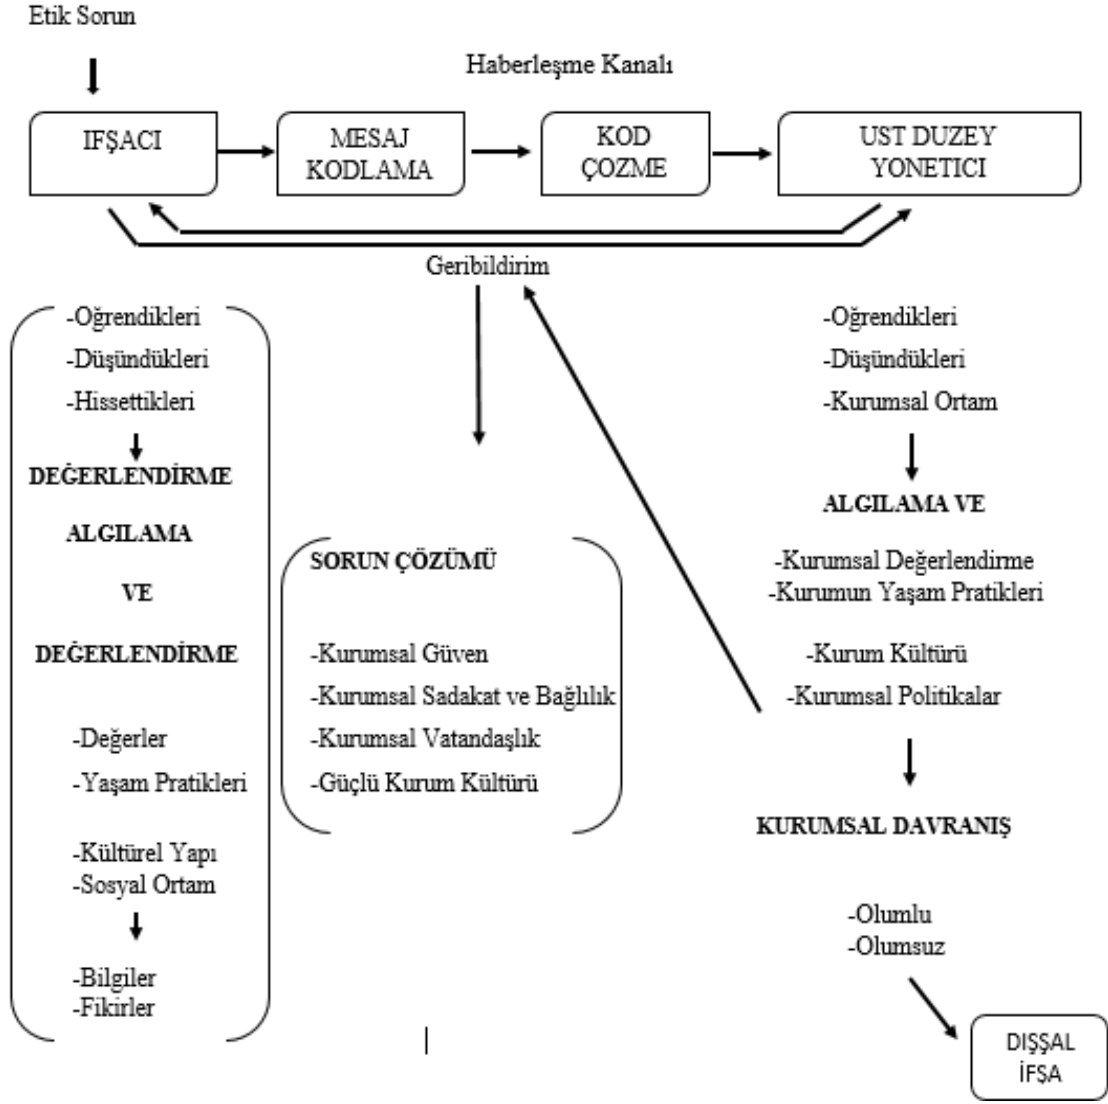 Etik Sorun
Haberleşme Kanalı
IFŞACI
MESAJ
KODLAMA
KOD
ÇOZME
UST DUZEY
YONETICI
Geribildirim
-Oğrendikleri
-Düşündükleri
-Hissettikleri
DEĞERLENDİRME
ALGILAMA
VE
DEĞERLENDİRME
-Değerler
-Yaşam Pratikleri
-Kültürel Yapı
-Sosyal Ortam
-Bilgiler
-Fikirler
SORUN ÇÖZÜMÜ
-Kurumsal Güven
-Kurumsal Sadakat ve Bağlılık
-Kurumsal Vatandaşlık
-Güçlü Kurum Kültürü
-Oğrendikleri
-Düşündükleri
-Kurumsal Ortam
ALGILAMA VE
-Kurumsal Değerlendirme
-Kurumun Yaşam Pratikleri
-Kurum Kültürü
-Kurumsal Politikalar
KURUMSAL DAVRANIŞ
-Olumlu
-Olumsuz
DIŞŞAL
İFŞA